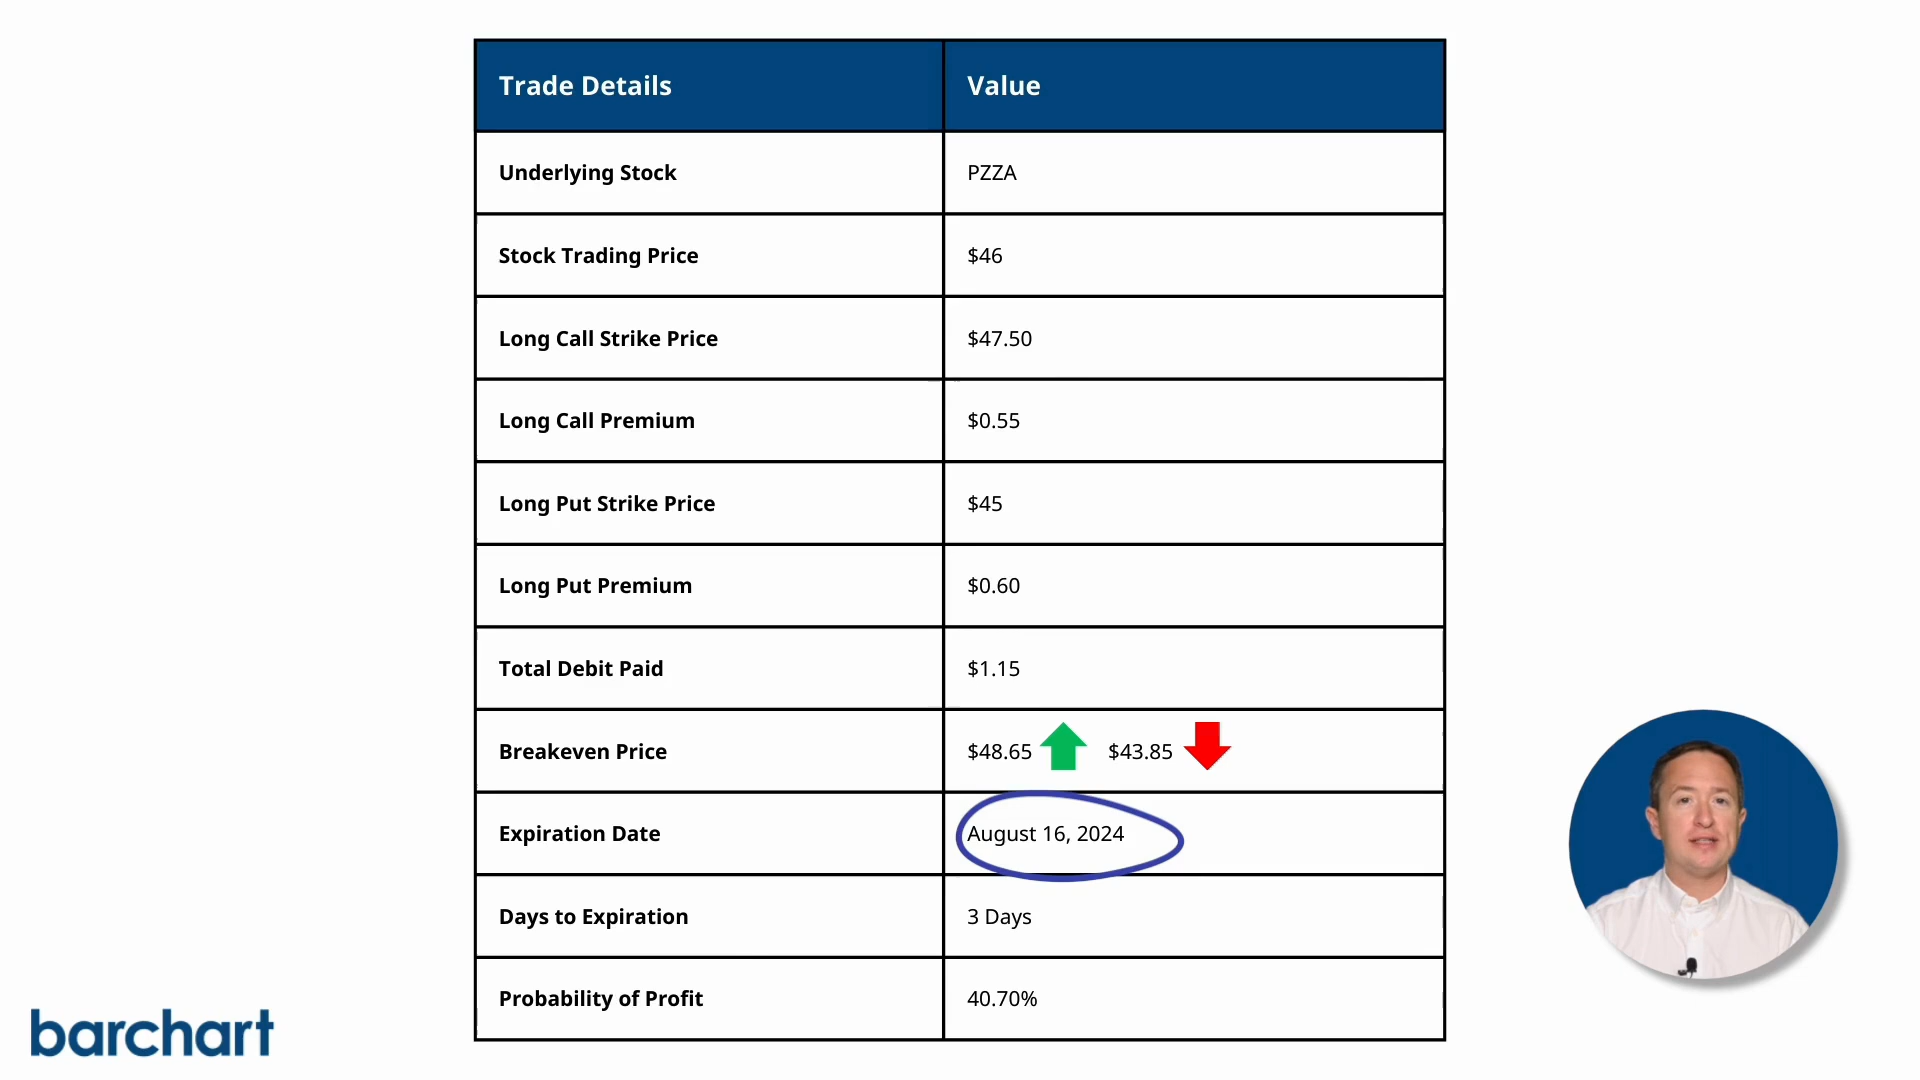 Trade Details Value
Underlying Stock PZZA
Stock Trading Price $46
Long Call Strike Price $47.50
Long Call Premium $0.55
Long Put Strike Price $45
Long Put Premium $0.60
Total Debit Paid $1.15
Breakeven Price $48.65 $43.85
Expiration Date August 16, 2024
Days to Expiration 3 Days
Probability of Profit 40.70%
barchart